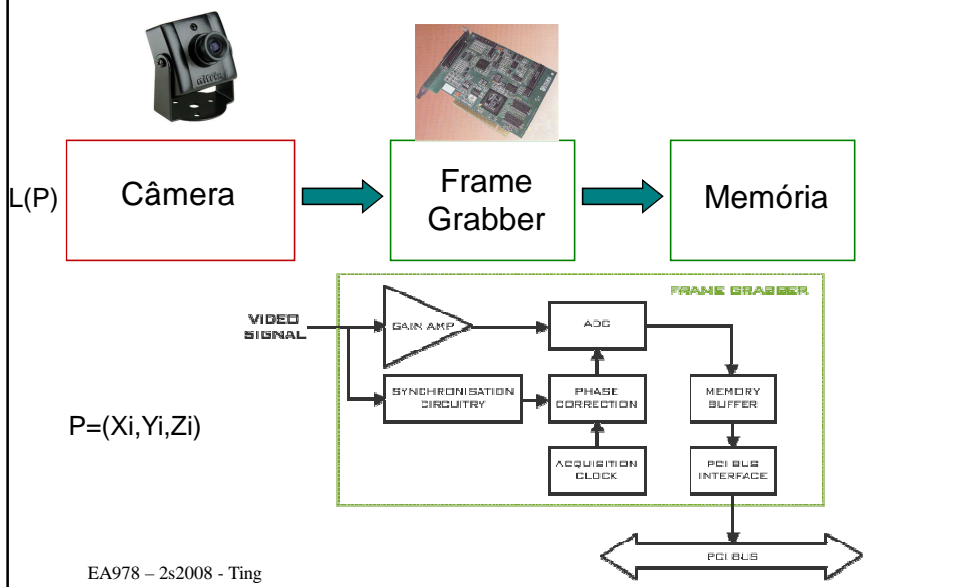 L(P)
Câmera
Frame
Grabber
Memória
FRAME GRABBER
VIDEO
SIGNAL
GAIN AMP
ADC
SYNCHRONISATION
CIRCUITRY
PHASE
CORRECTION
MEMORY
BUFFER
P=(Xi,Yi,Zi)
ACQUISITION
CLOCK
PCI BUS
INTERFACE
PCI BUS
EA978 – 2s2008 - Ting